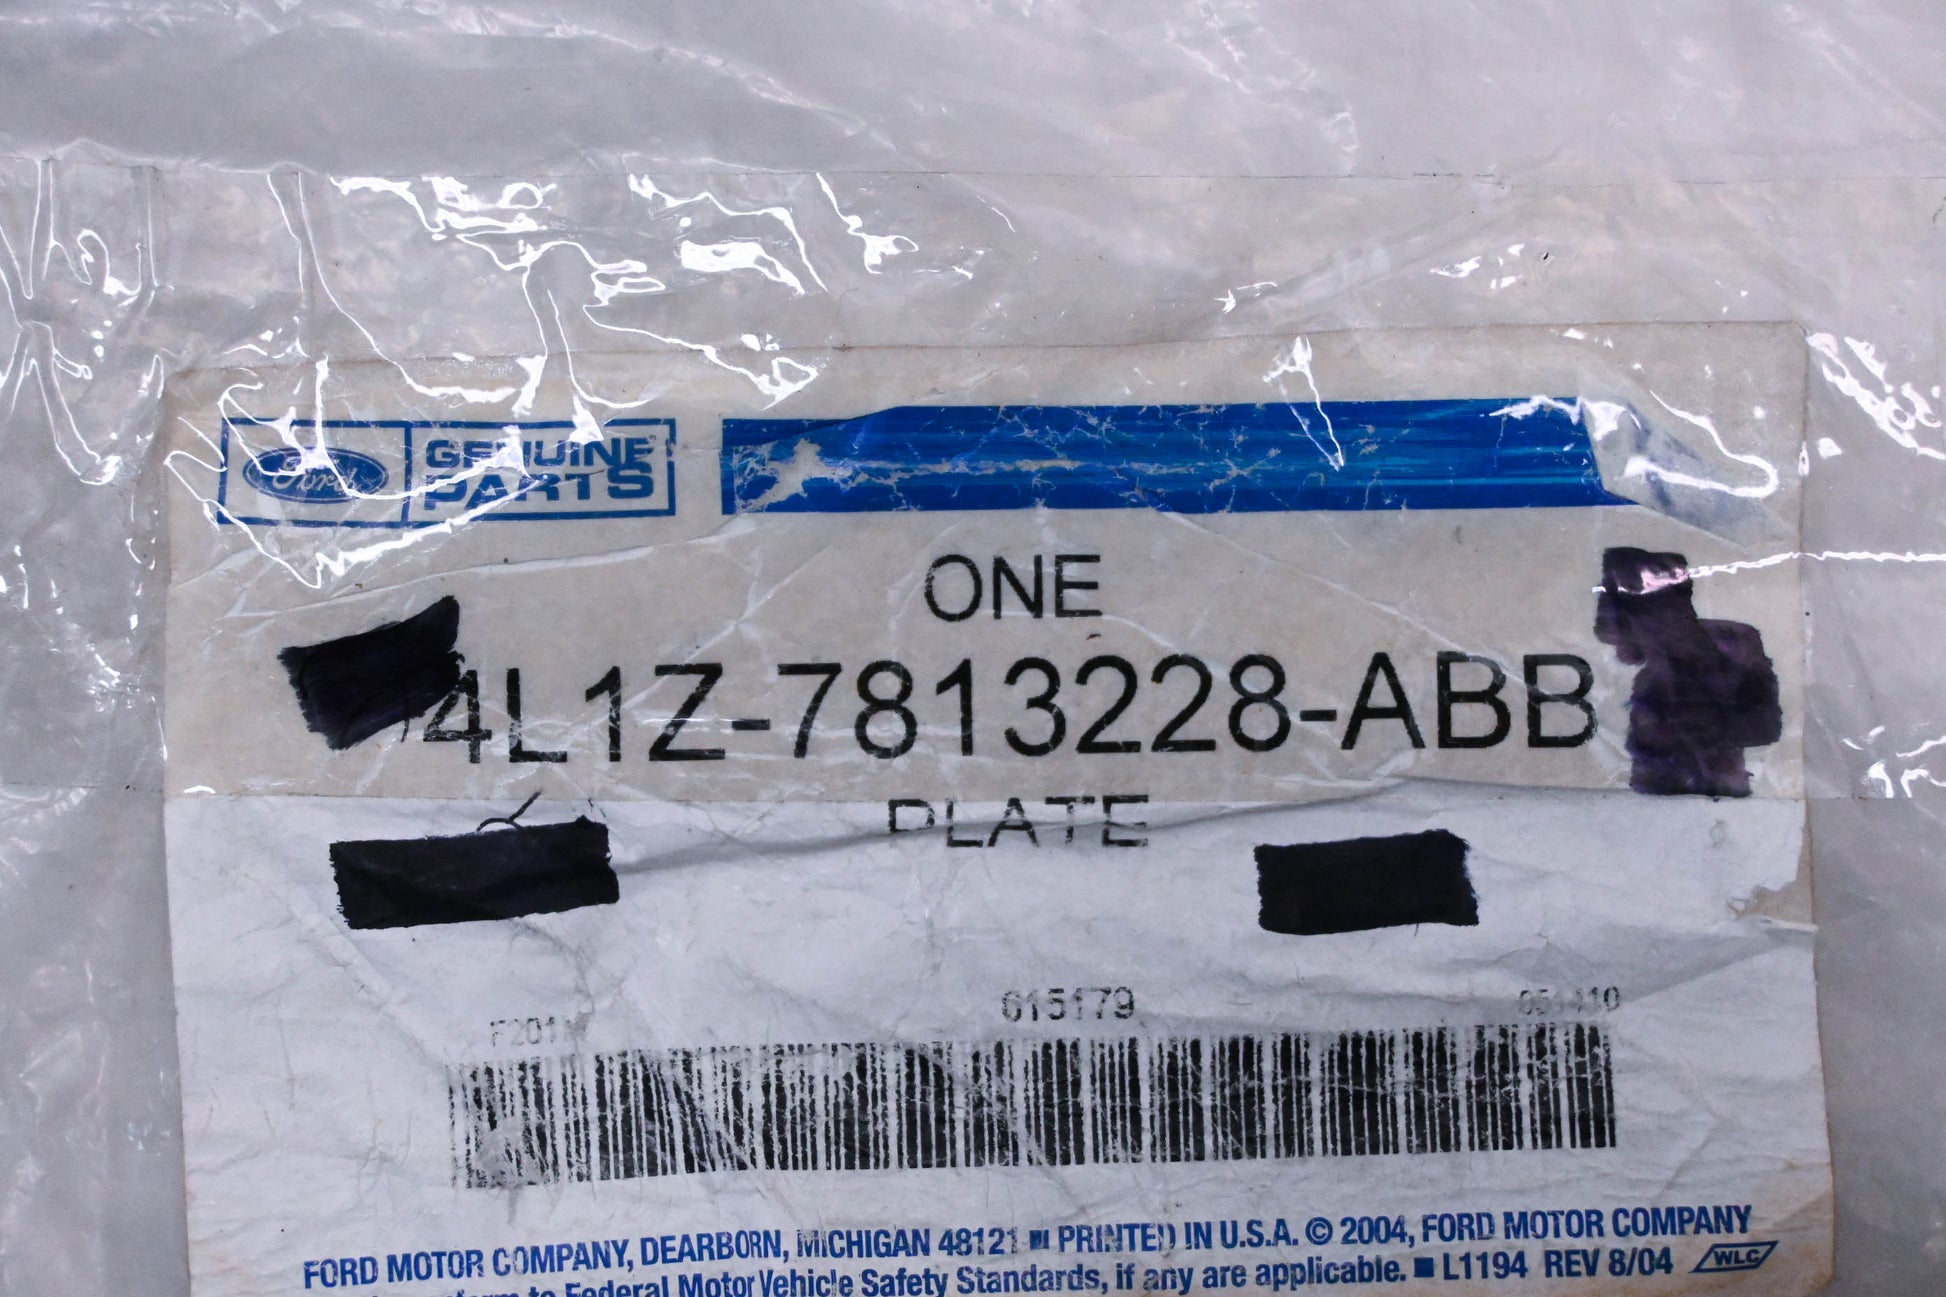 Ford GENUINE
PARTS
ONE
4L1Z-7813228-ABB
PLATE
615179
FORD MOTOR COMPANY, DEARBORN, MICHIGAN 48121 ■ PRINTED IN U.S.A. © 2004, FORD MOTOR COMPANY
to Federal Motor Vehicle Safety Standards, if any are applicable. ■ L1194 REV 8/04 WLC